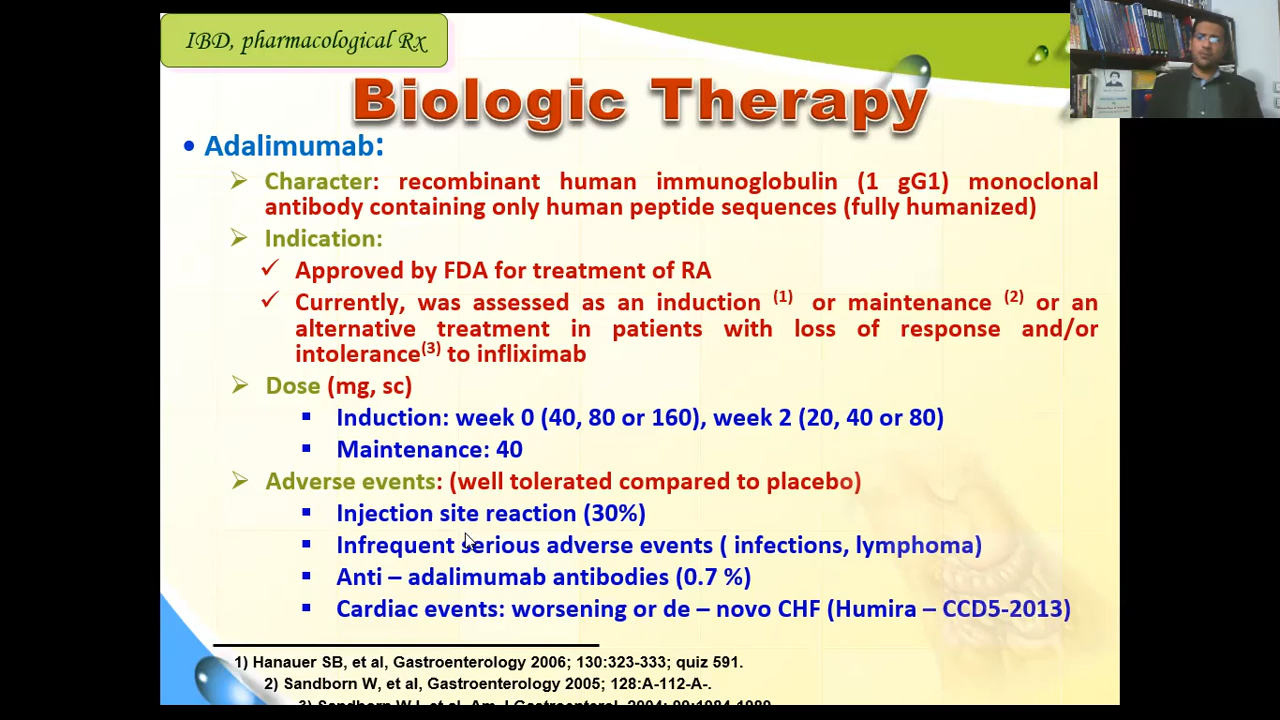 IBD, pharmacological Rx
Biologic Therapy
• Adalimumab:
Character: recombinant human immunoglobulin (1 gG1) monoclonal
antibody containing only human peptide sequences (fully humanized)
Indication:
Approved by FDA for treatment of RA
Currently, was assessed as an induction (1) or maintenance (2) or an
alternative treatment in patients with loss of response and/or
intolerance(3) to infliximab
Dose (mg, sc)
Induction: week 0 (40, 80 or 160), week 2 (20, 40 or 80)
Maintenance: 40
Adverse events: (well tolerated compared to placebo)
Injection site reaction (30%)
Infrequent serious adverse events ( infections, lymphoma)
Anti – adalimumab antibodies (0.7 %)
Cardiac events: worsening or de – novo CHF (Humira – CCD5-2013)
1) Hanauer SB, et al, Gastroenterology 2006; 130:323-333; quiz 591.
2) Sandborn W, et al, Gastroenterology 2005; 128:A-112-A-.